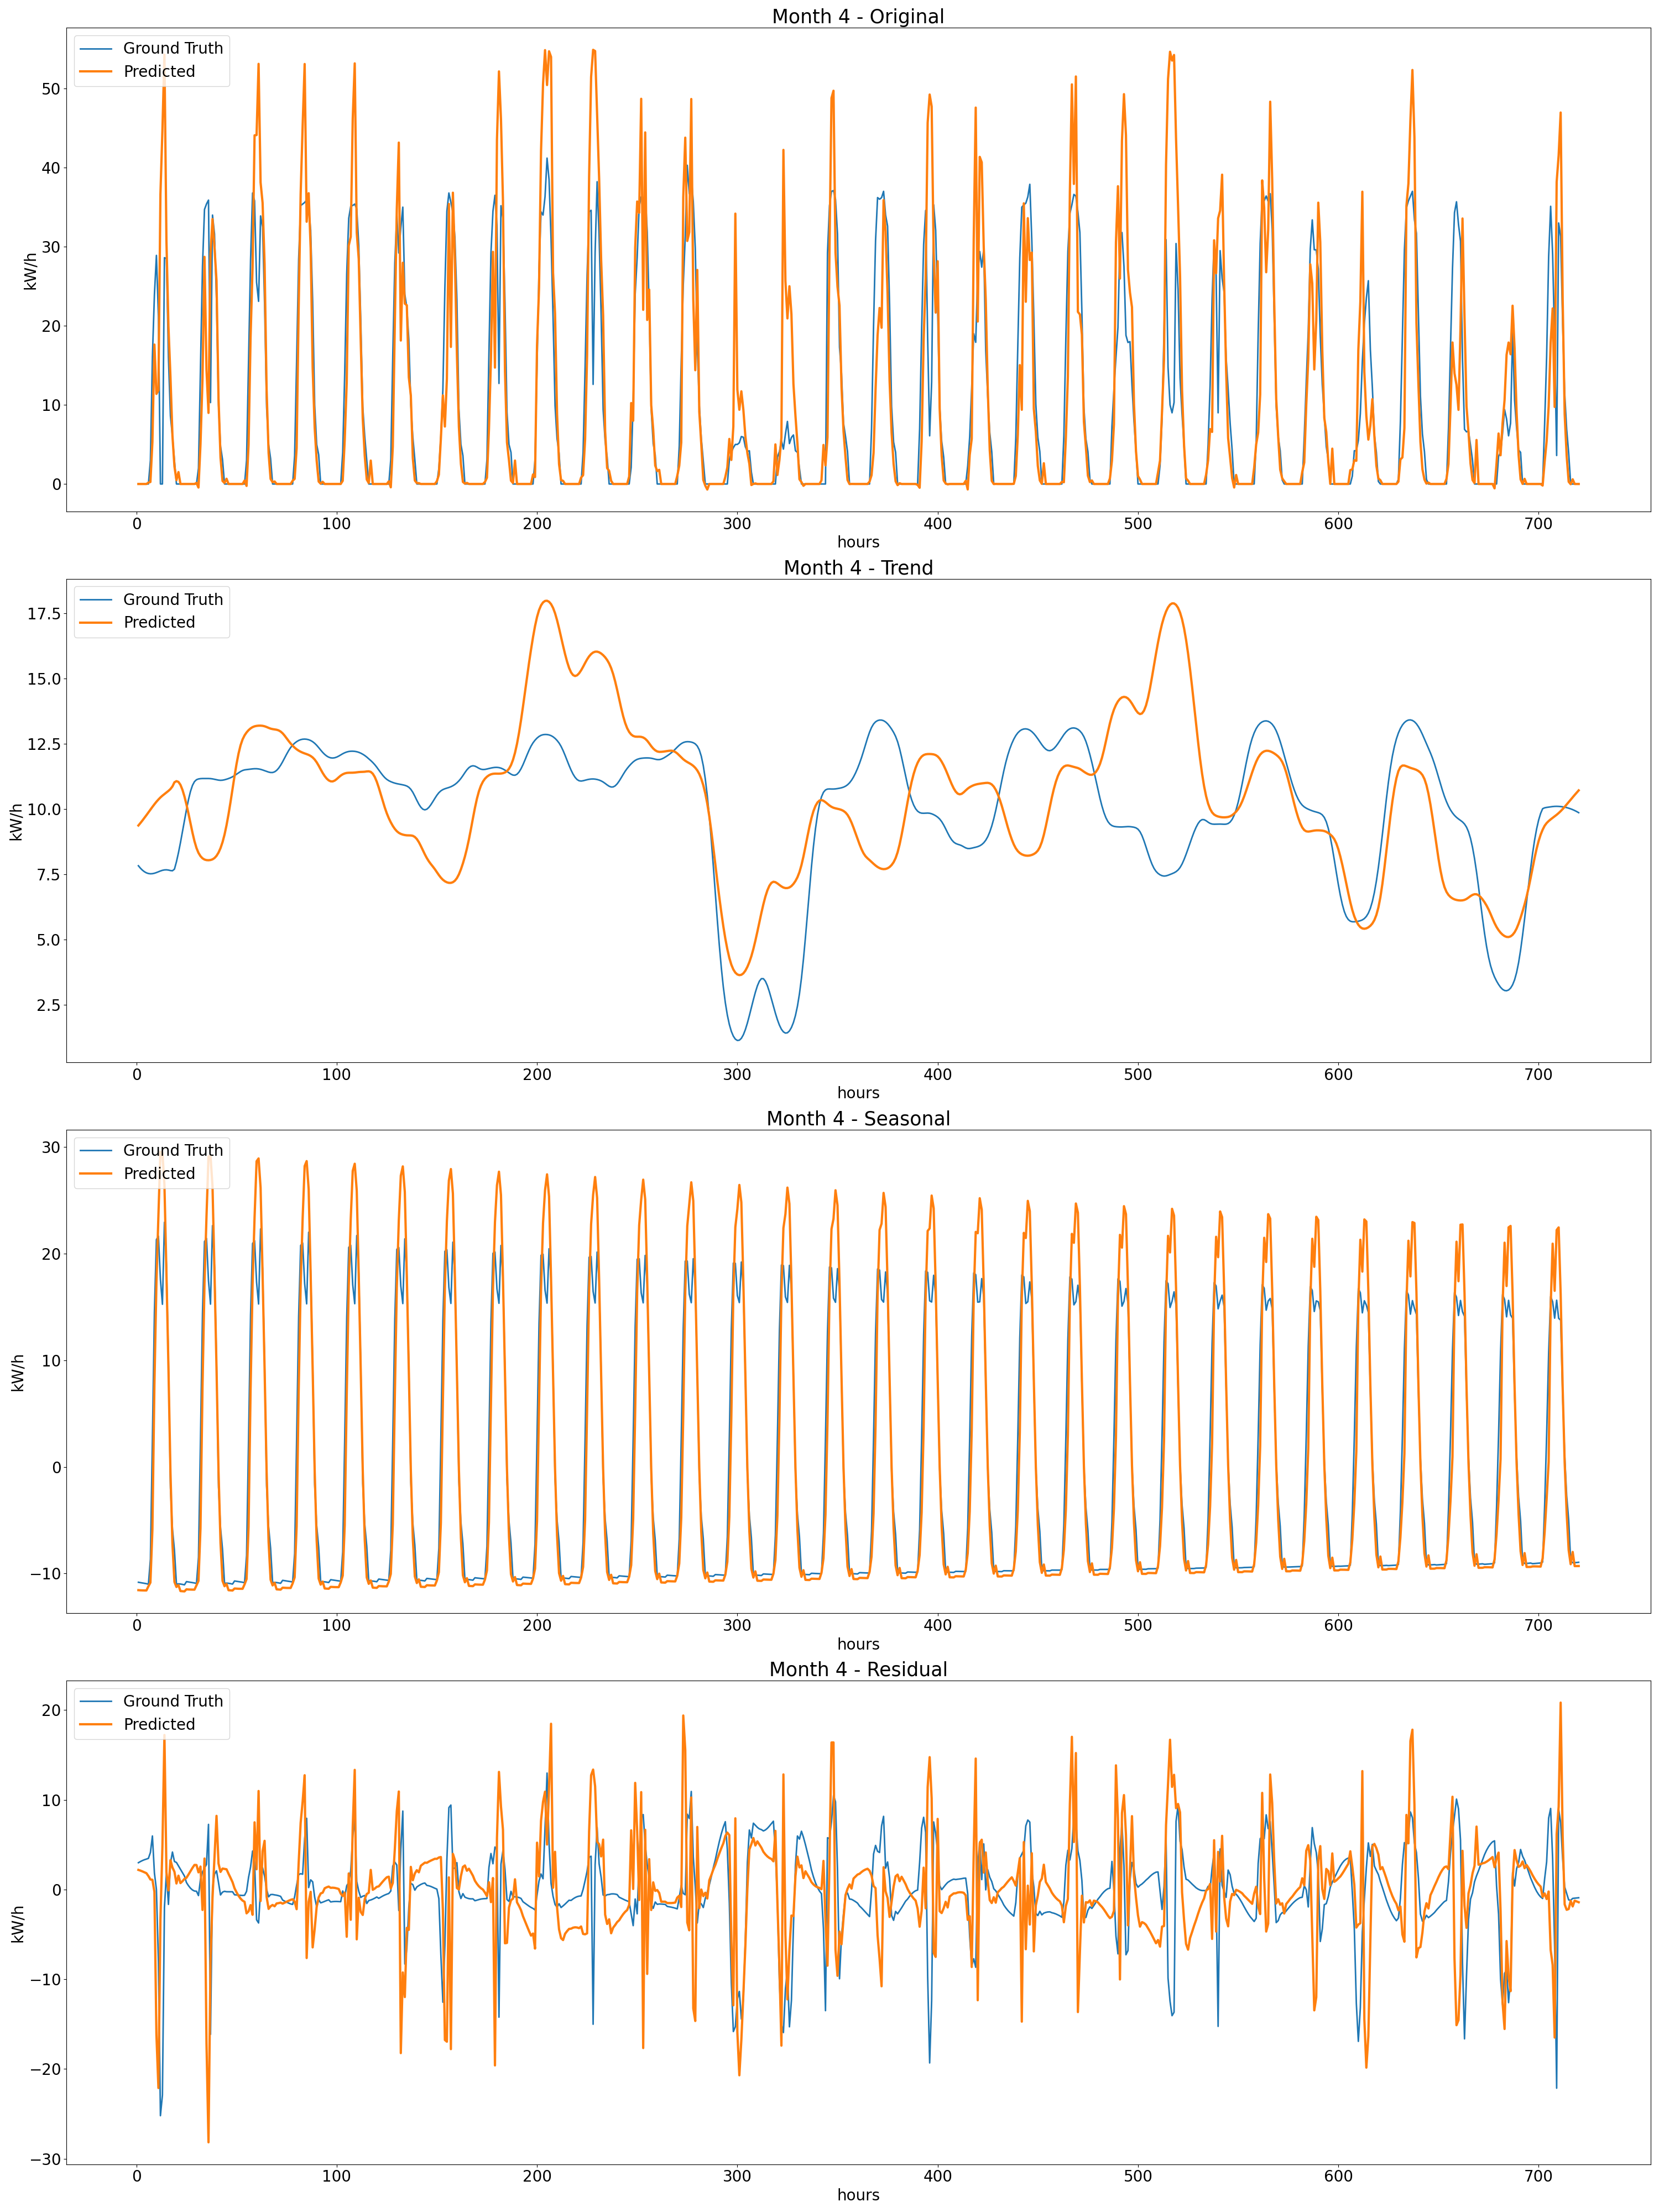 Month 4 - Original
Ground Truth
Predicted
50
40
30
20
10
0
kW/h
0 100 200 300 400 500 600 700
hours
Month 4 - Trend
Ground Truth
Predicted
17.5
15.0
12.5
10.0
7.5
5.0
2.5
kW/h
0 100 200 300 400 500 600 700
hours
Month 4 - Seasonal
Ground Truth
Predicted
30
20
10
0
−10
kW/h
0 100 200 300 400 500 600 700
hours
Month 4 - Residual
Ground Truth
Predicted
20
10
0
−10
−20
−30
kW/h
0 100 200 300 400 500 600 700
hours